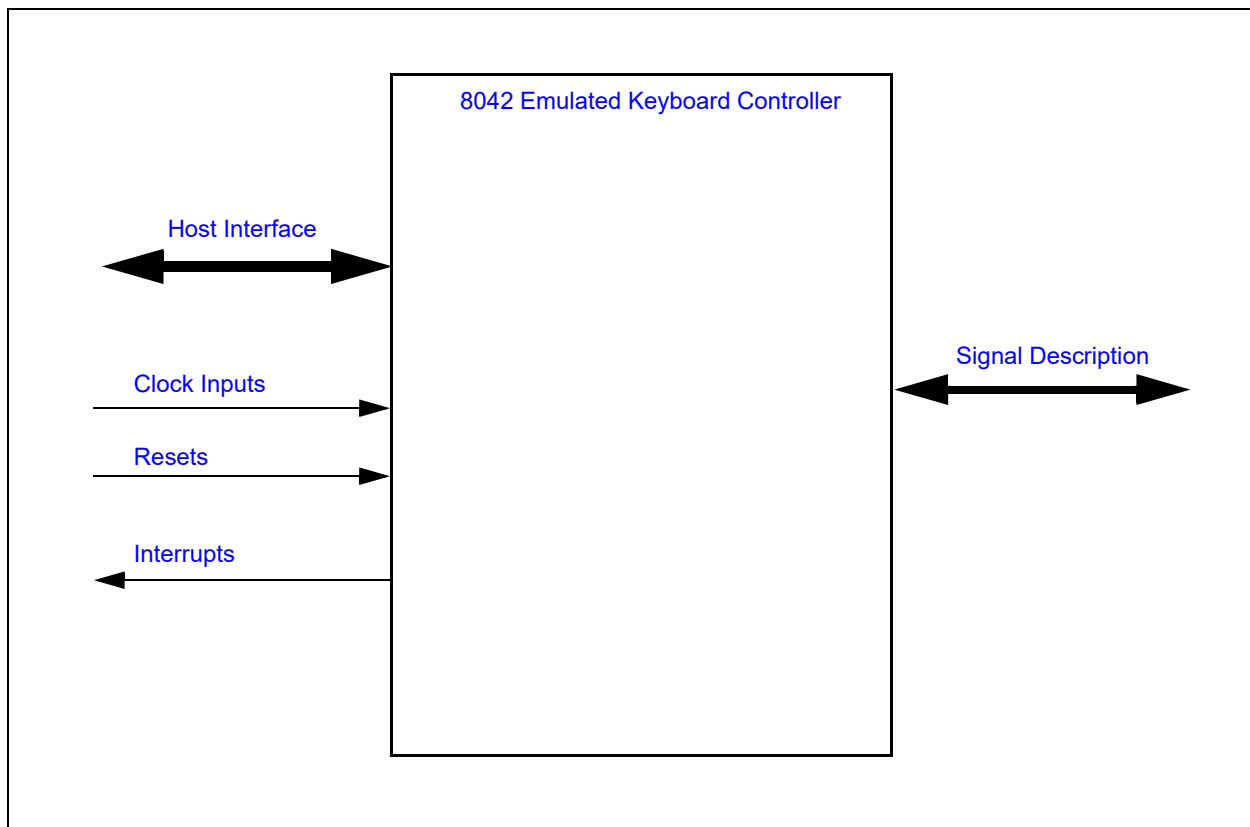 8042 Emulated Keyboard Controller
Host Interface
Signal Description
Clock Inputs
Resets
Interrupts